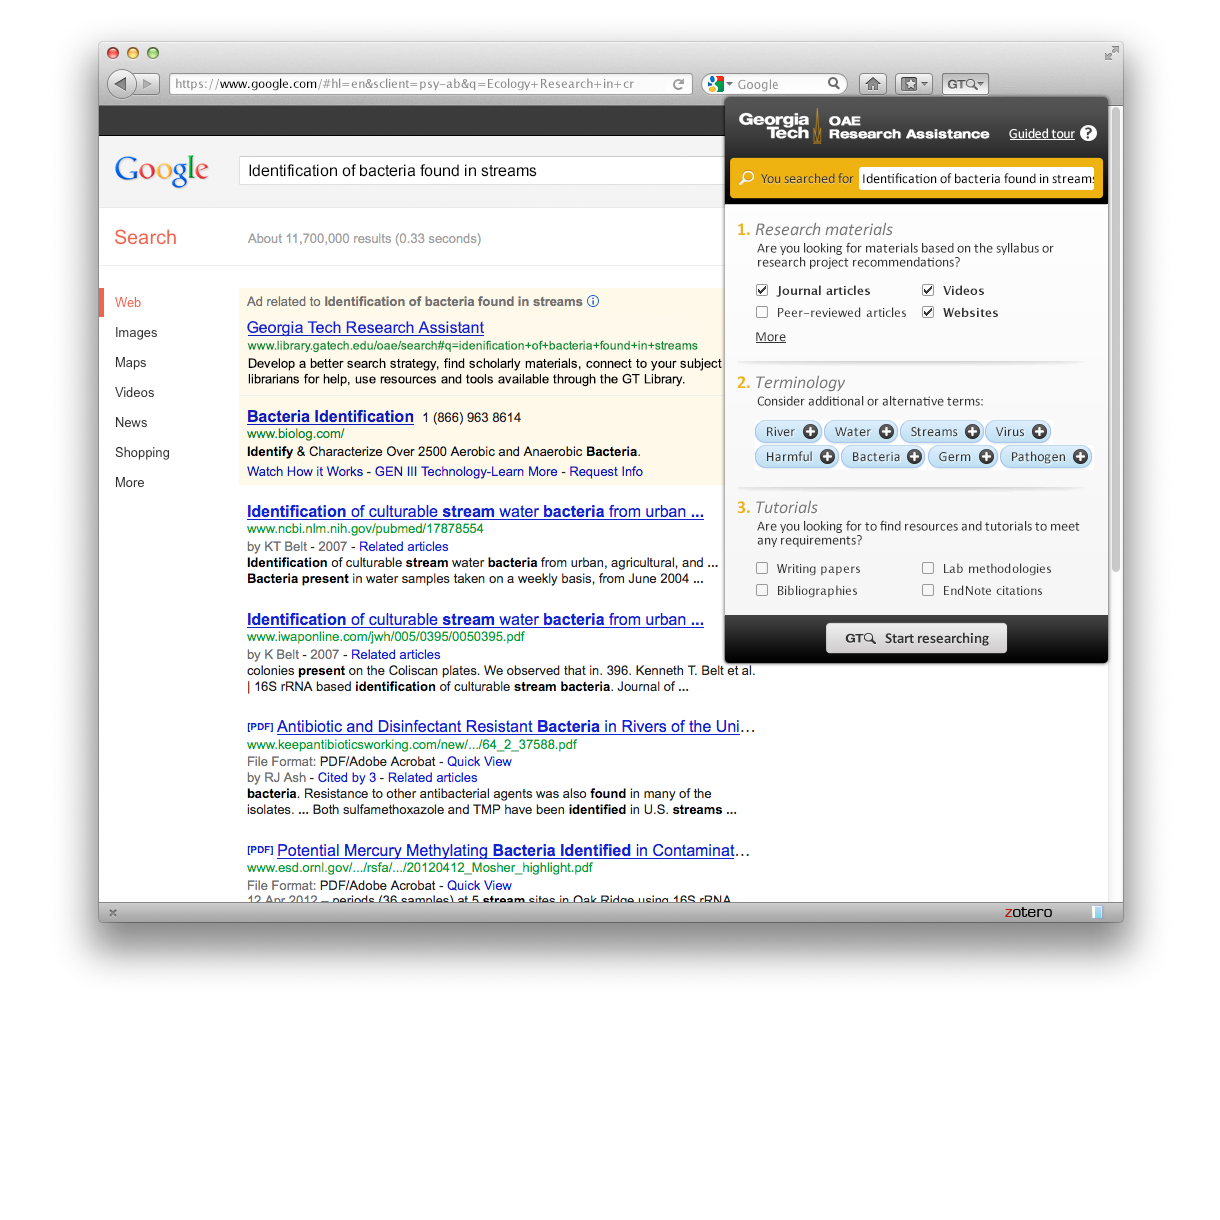 https://www.google.com/#hl=en&sclient=psy-ab&q=Ecology+Research+in+cr
Google
GT
Google
Identification of bacteria found in streams
Search
About 11,700,000 results (0.33 seconds)
Web
Images
Maps
Videos
News
Shopping
More
Ad related to Identification of bacteria found in streams
Georgia Tech Research Assistant
www.library.gatech.edu/oae/search#q=idenification+of+bacteria+found+in+streams
Develop a better search strategy, find scholarly materials, connect to your subject
librarians for help, use resources and tools available through the GT Library.
Bacteria Identification 1 (866) 963 8614
www.biolog.com/
Identify & Characterize Over 2500 Aerobic and Anaerobic Bacteria.
Watch How it Works - GEN III Technology-Learn More - Request Info
Identification of culturable stream water bacteria from urban ...
www.ncbi.nlm.nih.gov/pubmed/17878554
by KT Belt - 2007 - Related articles
Identification of culturable stream water bacteria from urban, agricultural, and ...
Bacteria present in water samples taken on a weekly basis, from June 2004 ...
Identification of culturable stream water bacteria from urban ...
www.iwaponline.com/jwh/005/0395/0050395.pdf
by K Belt - 2007 - Related articles
colonies present on the Coliscan plates. We observed that in. 396. Kenneth T. Belt et al.
| 16S rRNA based identification of culturable stream bacteria. Journal of ...
[PDF] Antibiotic and Disinfectant Resistant Bacteria in Rivers of the Uni...
www.keepantibioticsworking.com/new/.../64_2_37588.pdf
File Format: PDF/Adobe Acrobat - Quick View
by RJ Ash - Cited by 3 - Related articles
bacteria. Resistance to other antibacterial agents was also found in many of the
isolates. ... Both sulfamethoxazole and TMP have been identified in U.S. streams ...
[PDF] Potential Mercury Methylating Bacteria Identified in Contaminat...
www.esd.ornl.gov/.../rsfa/.../20120412_Mosher_highlight.pdf
File Format: PDF/Adobe Acrobat - Quick View
12 Apr 2012 – periods (36 samples) at 5 stream sites in Oak Ridge using 16S rRNA
Georgia Tech OAE Research Assistance
Guided tour ?
You searched for Identification of bacteria found in streams
1. Research materials
Are you looking for materials based on the syllabus or
research project recommendations?
Journal articles Videos
Peer-reviewed articles Websites
More
2. Terminology
Consider additional or alternative terms:
River Water Streams Virus
Harmful Bacteria Germ Pathogen
3. Tutorials
Are you looking for to find resources and tutorials to meet
any requirements?
Writing papers Lab methodologies
Bibliographies EndNote citations
GT Start researching
zotero